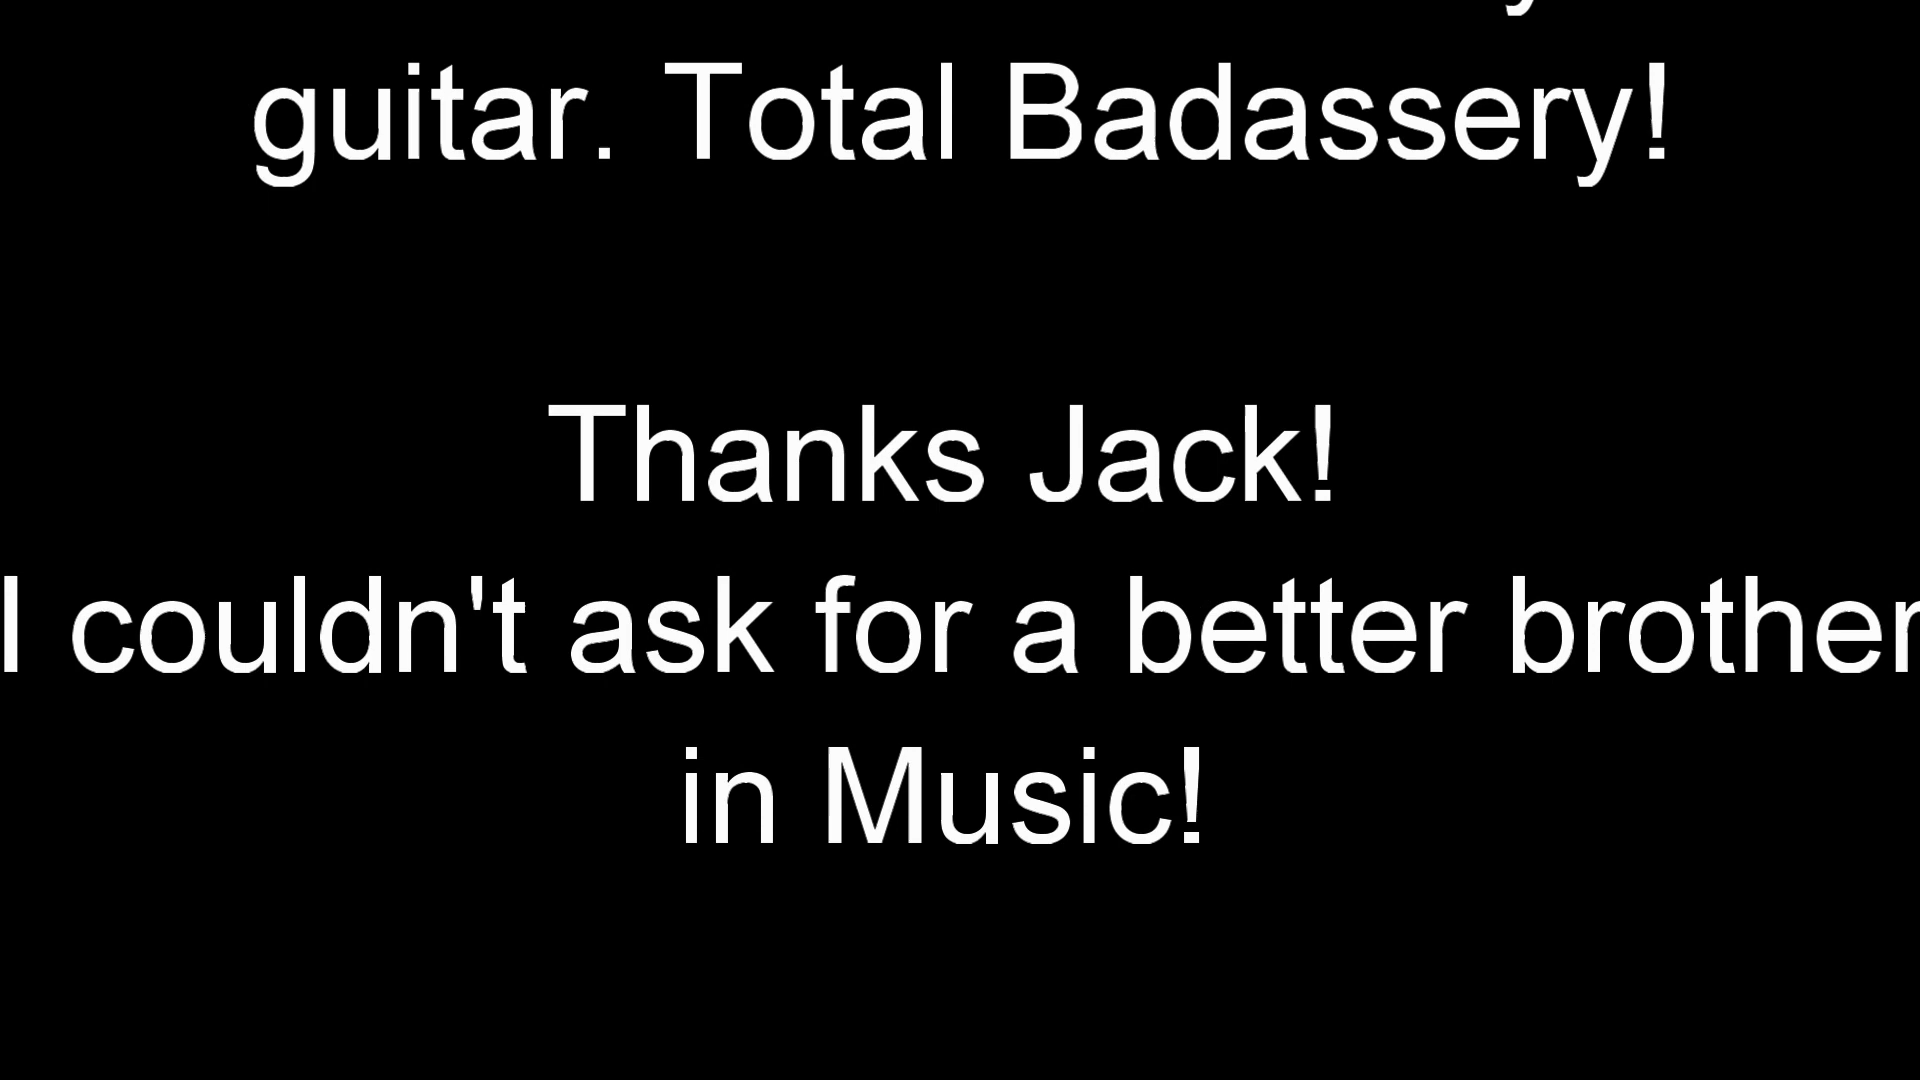 guitar. Total Badassery!
Thanks Jack!
I couldn't ask for a better brother
in Music!